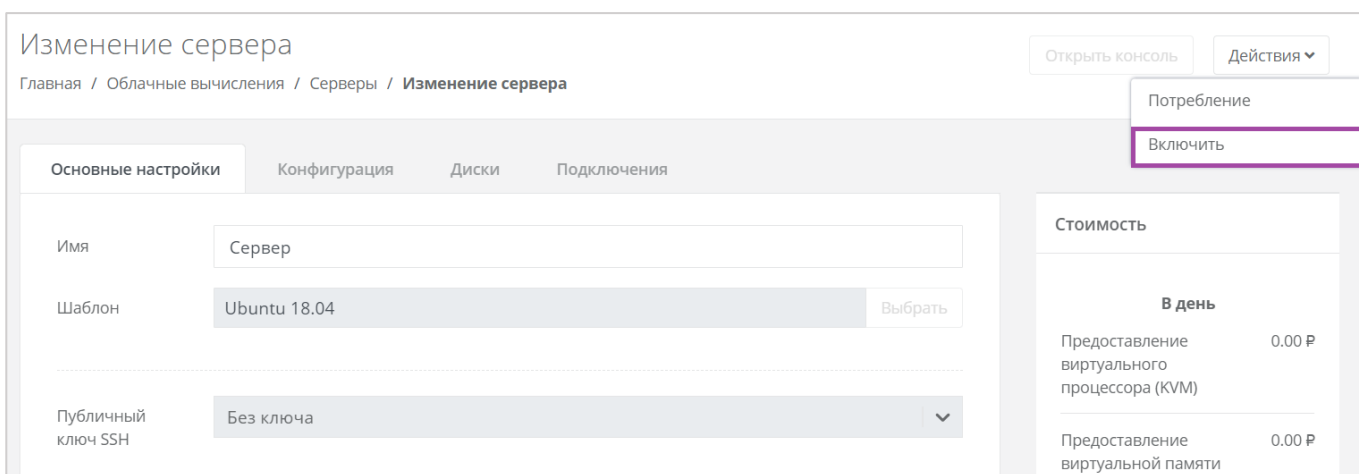 Изменение сервера
Открыть консоль
Действия
Главная / Облачные вычисления / Серверы / Изменение сервера
Потребление
Включить
Основные настройки
Конфигурация
Диски
Подключения
Имя
Сервер
Шаблон
Ubuntu 18.04
Выбрать
Публичный
ключ SSH
Без ключа
Стоимость
В день
Предоставление
виртуального
процессора (KVM)
0.00 ₽
Предоставление
виртуальной памяти
0.00 ₽